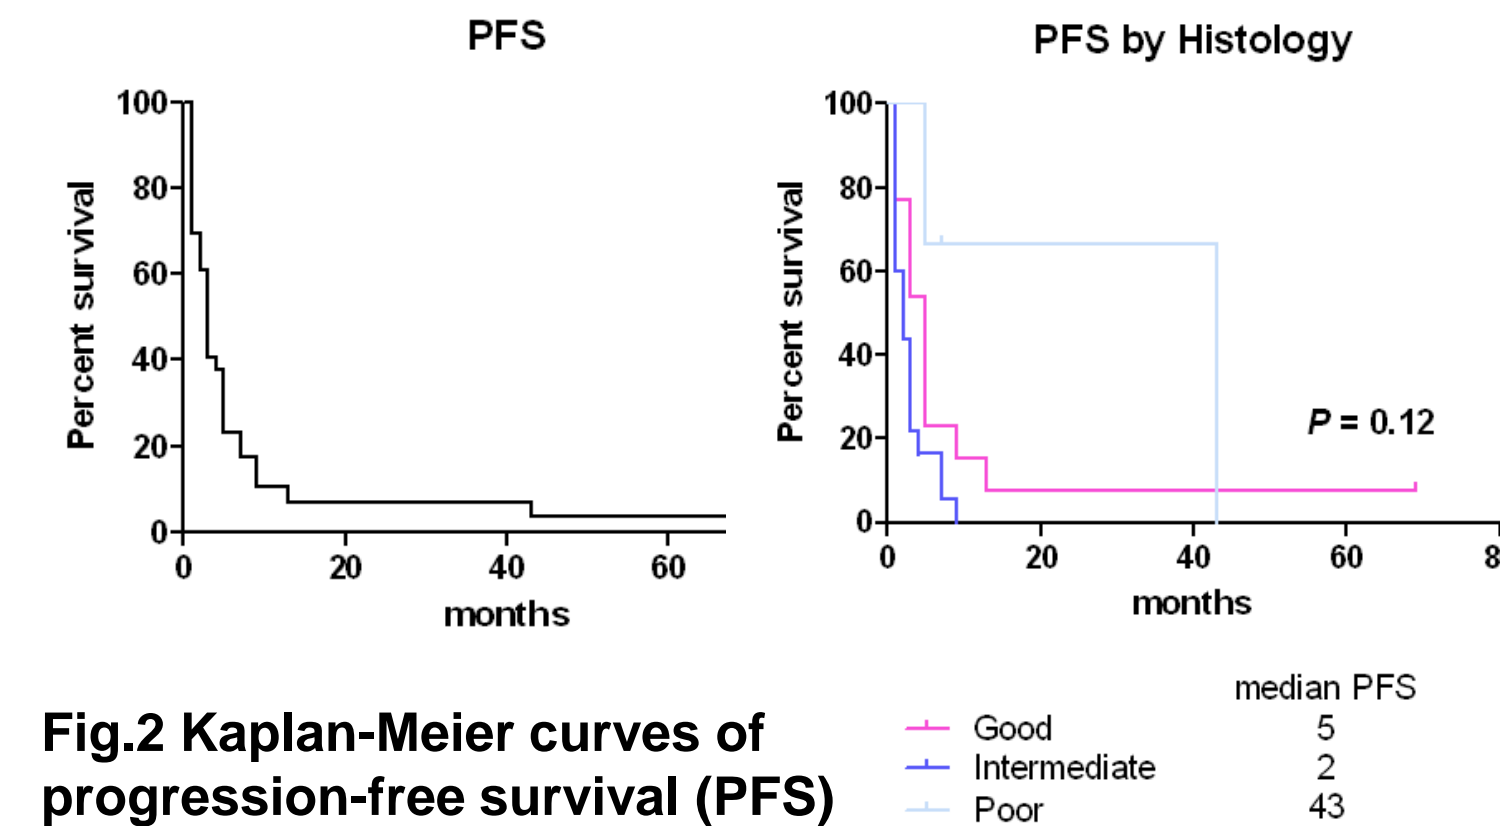 PFS
100
80
60
40
20
0
Percent survival
0 20 40 60
months
PFS by Histology
100
80
60
40
20
0
Percent survival
P = 0.12
0 20 40 60 8
months
median PFS
Good 5
Intermediate 2
Poor 43
Fig.2 Kaplan-Meier curves of
progression-free survival (PFS)